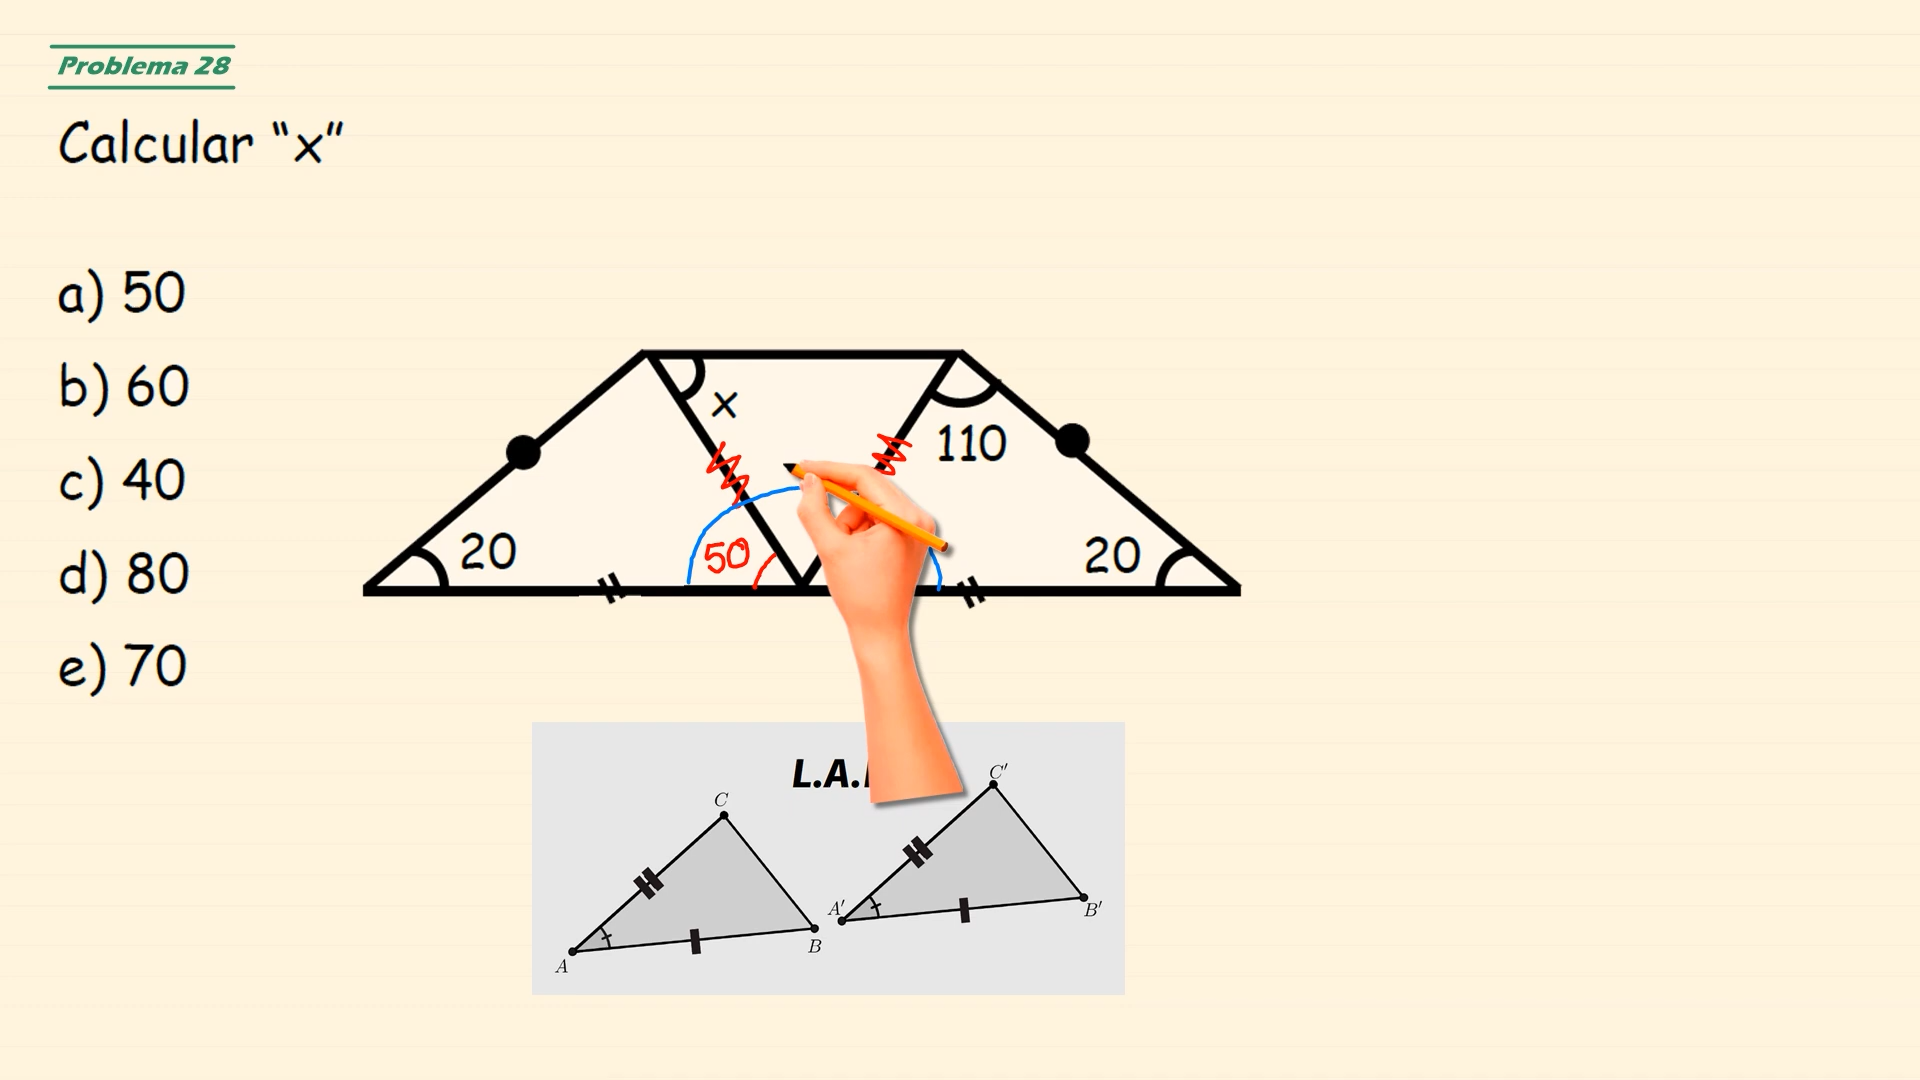 Problema 28
Calcular “x”
a) 50
b) 60
c) 40
d) 80
e) 70
x
110
20
50
20
L.A.
C
C'
A
B
A'
B'